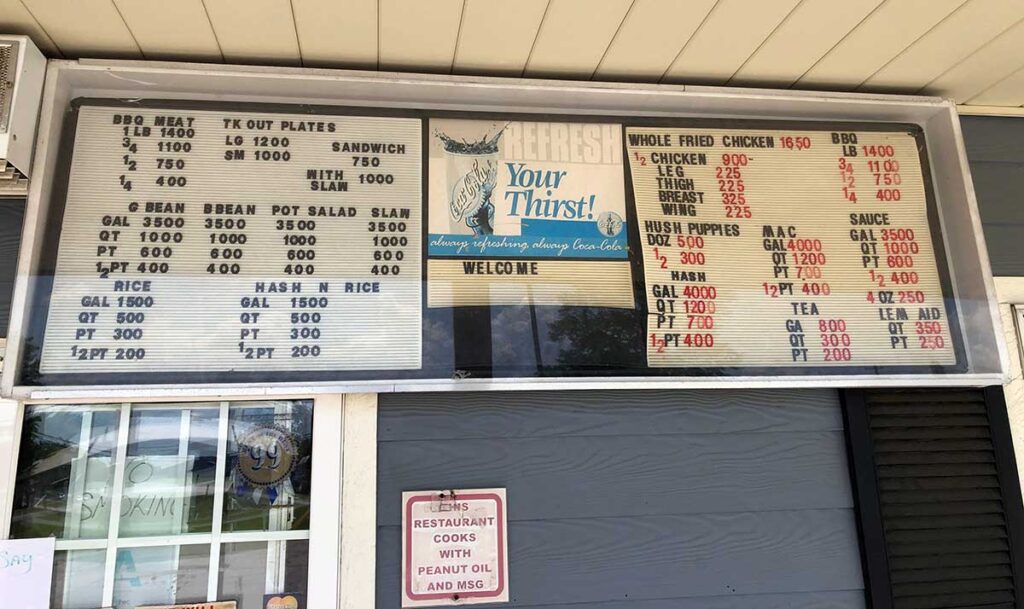 BBQ MEAT
1 LB 1400
3/4 1100
1/2 750
1/4 400
TK OUT PLATES
LG 1200
SM 1000
SANDWICH
750
WITH 1000
SLAW
G BEAN BBEAN POT SALAD SLAW
GAL 3500 3500 3500 3500
QT 1000 1000 1000 1000
PT 600 600 600 600
1/2PT 400 400 400 400
RICE
GAL 1500
QT 500
PT 300
1/2PT 200
HASH N RICE
GAL 1500
QT 500
PT 300
1/2PT 200
REFRESH
Your
Thirst!
Coca-Cola
always refreshing, always Coca-Cola
WELCOME
WHOLE FRIED CHICKEN 1650
1/2 CHICKEN 900-
LEG 225
THIGH 225
BREAST 325
WING 225
BBQ
LB 1400
3/4 1100
1/2 750
1/4 400
HUSH PUPPIES
DOZ 500
1/2 300
HASH
GAL 4000
QT 1200
PT 700
1/2PT 400
MAC
GAL 4000
QT 1200
PT 700
1/2PT 400
TEA
GA 800
QT 300
PT 200
SAUCE
GAL 3500
QT 1000
PT 600
1/2 400
4 OZ 250
LEM AID
QT 350
PT 250
NO
SMOKING
99
SAY
RESTAURANT
COOKS
WITH
PEANUT OIL
AND MSG